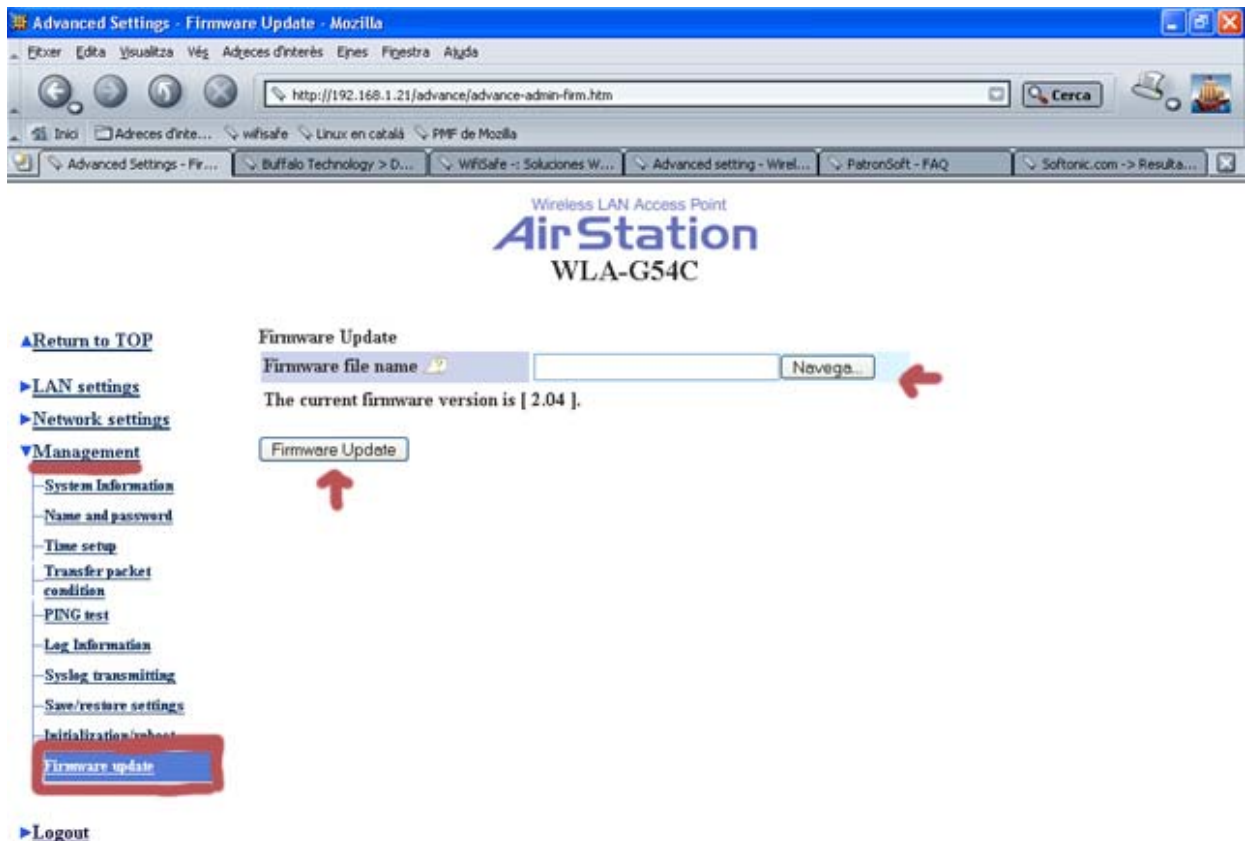 Advanced Settings - Firmware Update - Mozilla
Fitxer Edita Visualitza Vés Adreces d'interès Eines Finestra Ajuda
http://192.168.1.21/advance/advance-admin-firm.htm Cerca
Inici Adreces d'inte... wifisafe Linux en català PMF de Mozilla
Advanced Settings - Fir... Buffalo Technology > D... WifiSafe -: Soluciones W... Advanced setting - Wirel... PatronSoft - FAQ Softonic.com -> Resulta...
Wireless LAN Access Point
AirStation
WLA-G54C
Return to TOP
LAN settings
Network settings
Management
System Information
Name and password
Time setup
Transfer packet
condition
PING test
Log Information
Syslog transmitting
Save/restore settings
Initialization/reboot
Firmware update
Logout
Firmware Update
Firmware file name ? Navega...
The current firmware version is [ 2.04 ].
Firmware Update